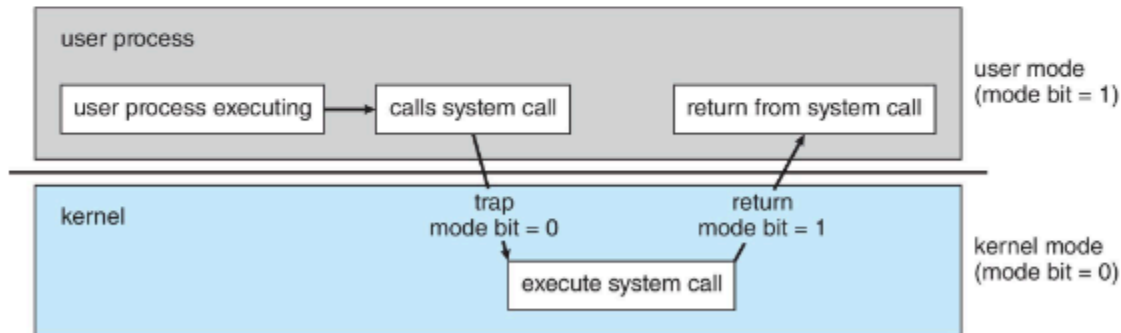 user process
user process executing
calls system call
return from system call
user mode
(mode bit = 1)
kernel
trap
mode bit = 0
return
mode bit = 1
execute system call
kernel mode
(mode bit = 0)